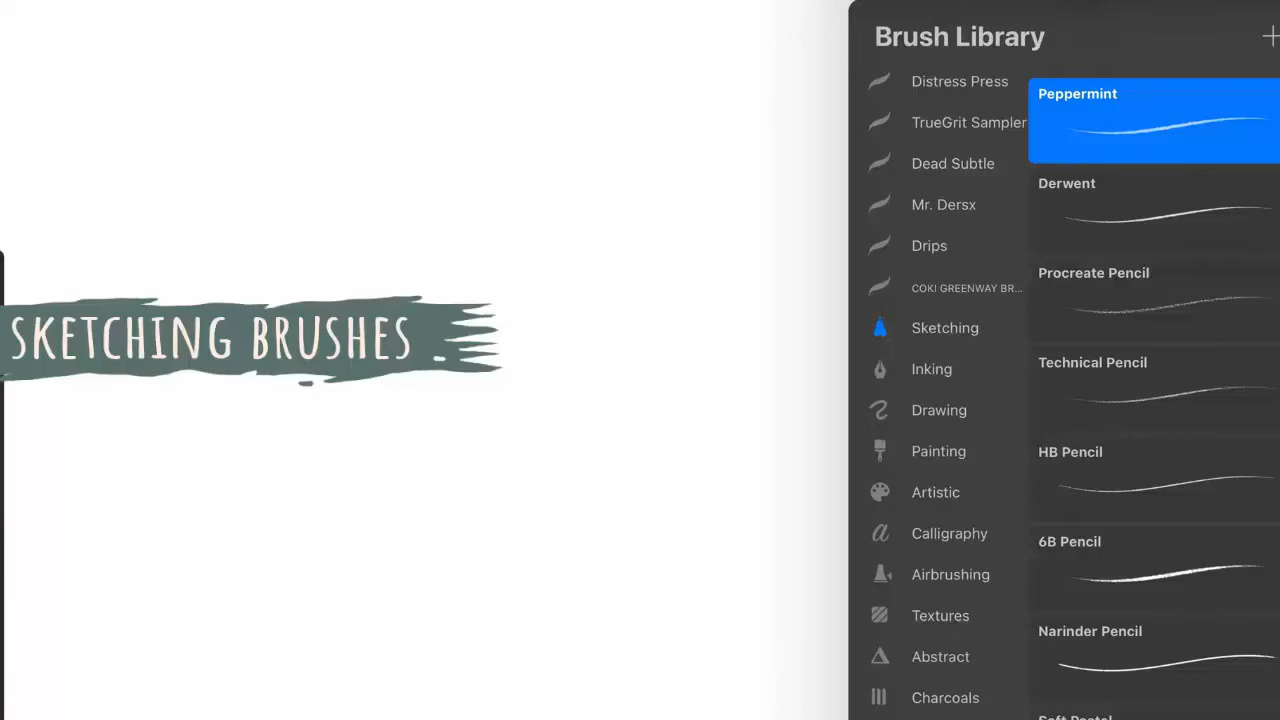 SKETCHING BRUSHES
Brush Library
Distress Press
TrueGrit Sampler
Dead Subtle
Mr. Dersx
Drips
COKI GREENWAY BR...
Sketching
Inking
Drawing
Painting
Artistic
Calligraphy
Airbrushing
Textures
Abstract
Charcoals
Peppermint
Derwent
Procreate Pencil
Technical Pencil
HB Pencil
6B Pencil
Narinder Pencil
Soft Pastel